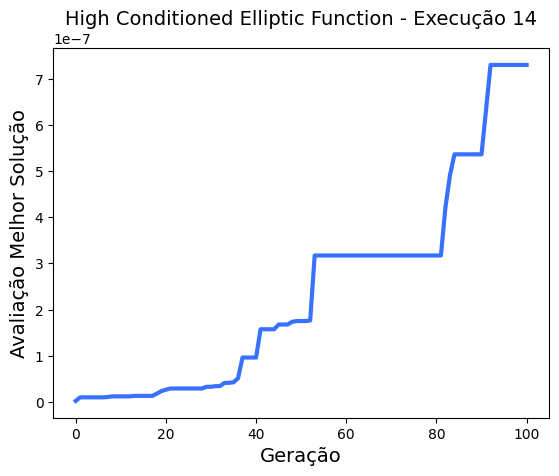 High Conditioned Elliptic Function - Execução 14
1e−7
Avaliação Melhor Solução
7
6
5
4
3
2
1
0
0 20 40 60 80 100
Geração